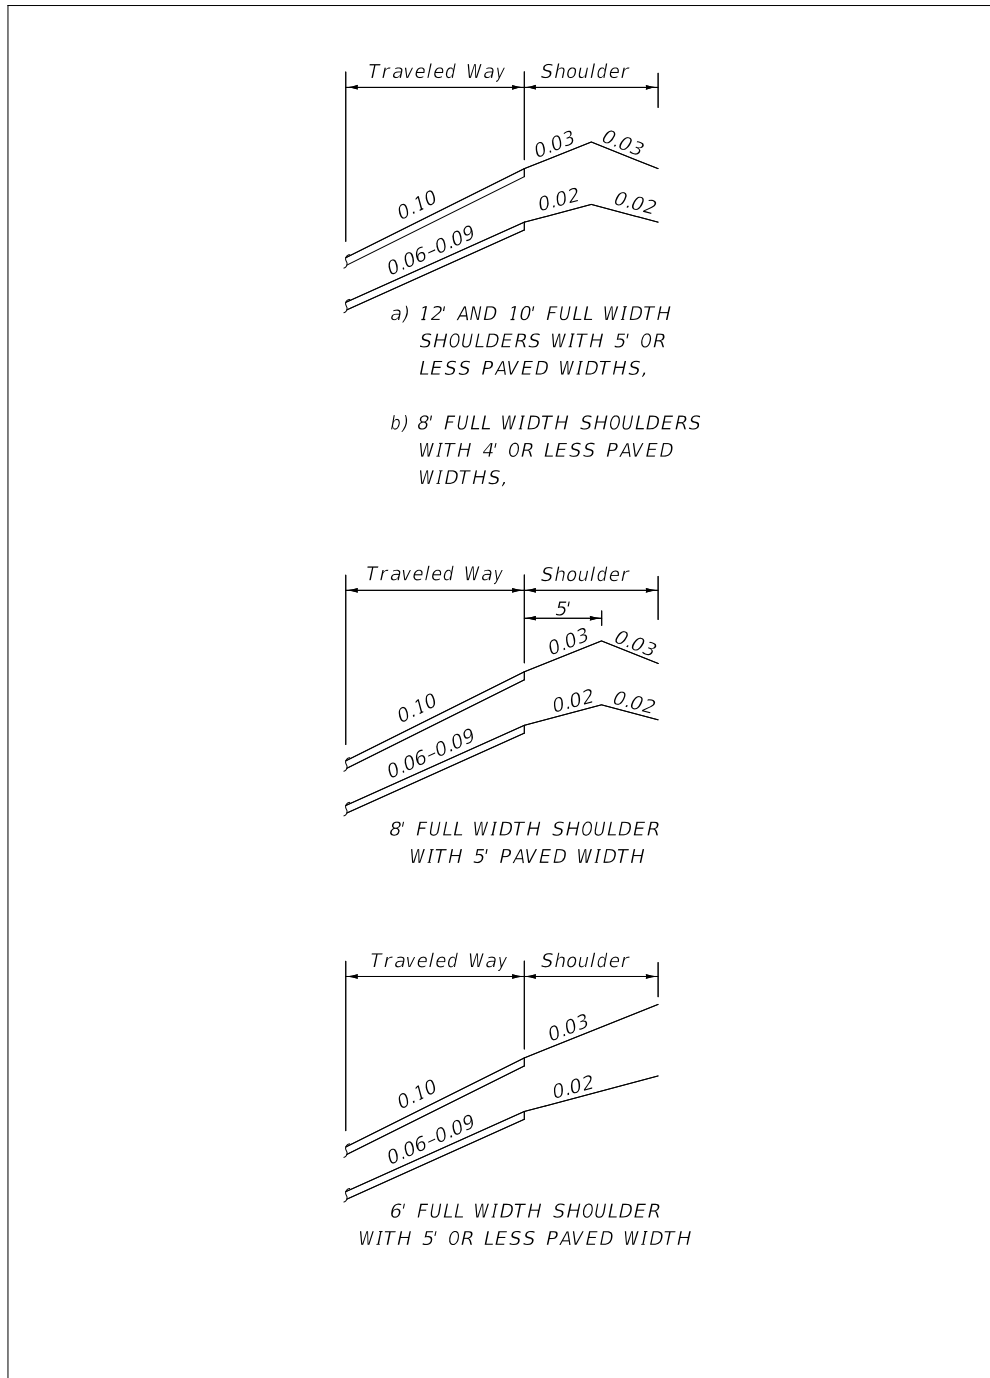 Traveled Way Shoulder
0.03 0.03
0.10
0.02 0.02
0.06-0.09
a) 12' AND 10' FULL WIDTH
SHOULDERS WITH 5' OR
LESS PAVED WIDTHS,
b) 8' FULL WIDTH SHOULDERS
WITH 4' OR LESS PAVED
WIDTHS,
Traveled Way Shoulder
5'
0.03 0.03
0.10
0.02 0.02
0.06-0.09
8' FULL WIDTH SHOULDER
WITH 5' PAVED WIDTH
Traveled Way Shoulder
0.03
0.10
0.02
0.06-0.09
6' FULL WIDTH SHOULDER
WITH 5' OR LESS PAVED WIDTH